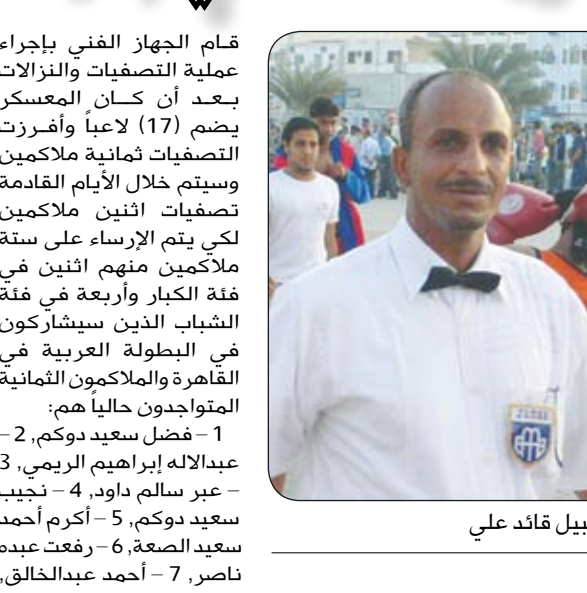 قام الجهاز الفني بإجراء
عملية التصفيات والنزالات
بعد أن كان المعسكر
يضم (17) لاعباً وأفرزت
التصفيات ثمانية ملاكمين
وسيتم خلال الأيام القادمة
تصفيات اثنين ملاكمين
لكي يتم الإرساء على ستة
ملاكمين منهم اثنين في
فئة الكبار وأربعة في فئة
الشباب الذين سيشاركون
في البطولة العربية في
القاهرة والملاكمون الثمانية
المتواجدون حالياً هم:
1 – فضل سعيد دوكم, 2 –
عبدالاله إبراهيم الريمي, 3
– عبر سالم داود, 4 – نجيب
سعيد دوكم, 5 – أكرم أحمد
سعيد الصعة, 6 – رفعت عبده
ناصر, 7 – أحمد عبدالخالق,
قائد علي